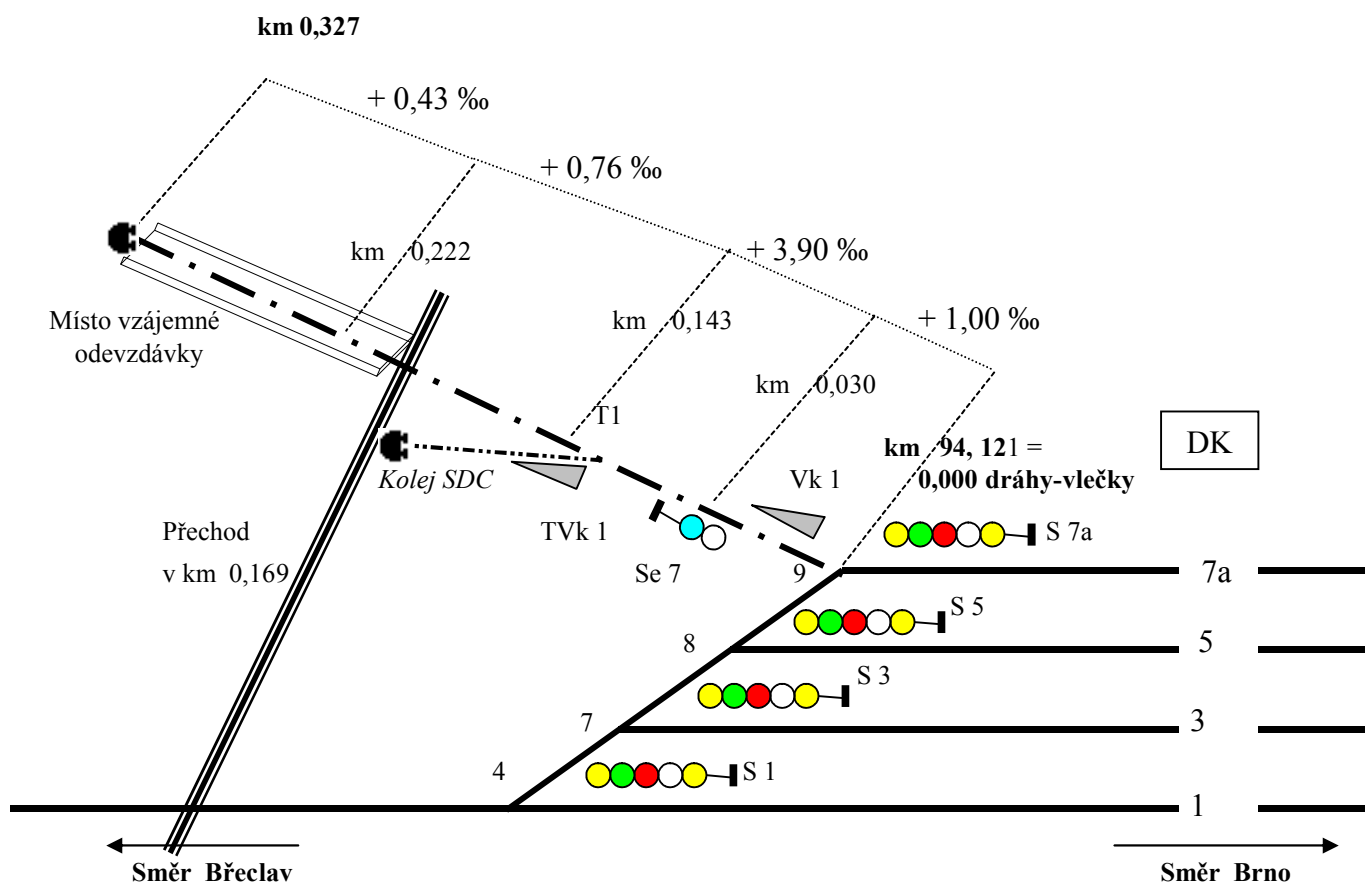 km 0,327
+ 0,43 ‰
+ 0,76 ‰
km 0,222
+ 3,90 ‰
Místo vzájemné
odevzdávky
km 0,143
+ 1,00 ‰
km 0,030
T1
DK
km 94, 121 =
0,000 dráhy-vlečky
Kolej SDC
Vk 1
Přechod
v km 0,169
TVk 1
S 7a
Se 7
9
7a
S 5
8
5
S 3
7
3
4
S 1
1
Směr Břeclav
Směr Brno